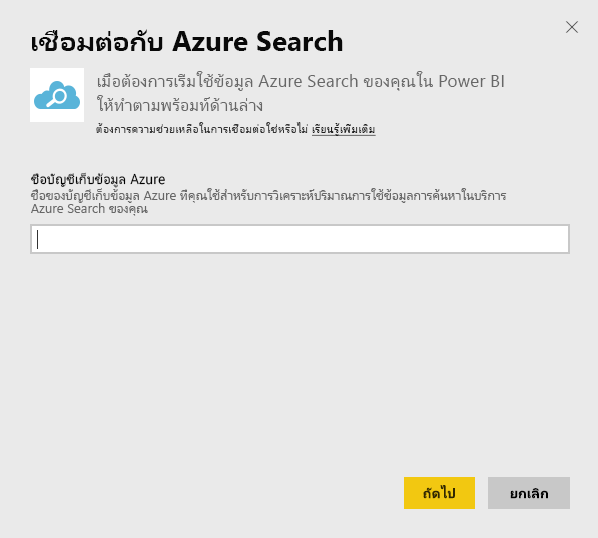 เชื่อมต่อกับ Azure Search
เมื่อต้องการเริ่มใช้ข้อมูล Azure Search ของคุณใน Power BI
ให้ทำตามพร้อมท์ด้านล่าง
ต้องการความช่วยเหลือในการเชื่อมต่อใช่หรือไม่ เรียนรู้เพิ่มเติม
ชื่อบัญชีเก็บข้อมูล Azure
ชื่อของบัญชีเก็บข้อมูล Azure ที่คุณใช้สำหรับการวิเคราะห์ปริมาณการใช้ข้อมูลการค้นหาในบริการ
Azure Search ของคุณ
ถัดไป
ยกเลิก